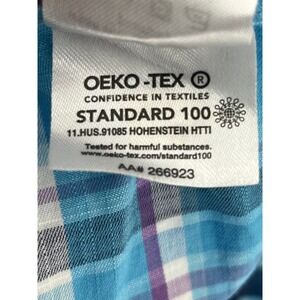 OEKO-TEX ®
CONFIDENCE IN TEXTILES
STANDARD 100
11.HUS.91085 HOHENSTEIN HTTI
Tested for harmful substances.
www.oeko-tex.com/standard100
AA# 266923